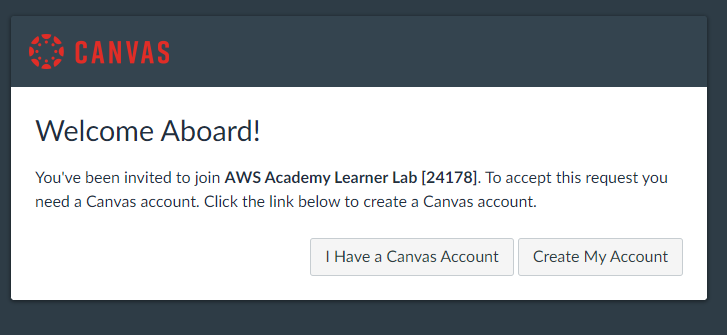 CANVAS
Welcome Aboard!
You've been invited to join AWS Academy Learner Lab [24178]. To accept this request you
need a Canvas account. Click the link below to create a Canvas account.
I Have a Canvas Account
Create My Account